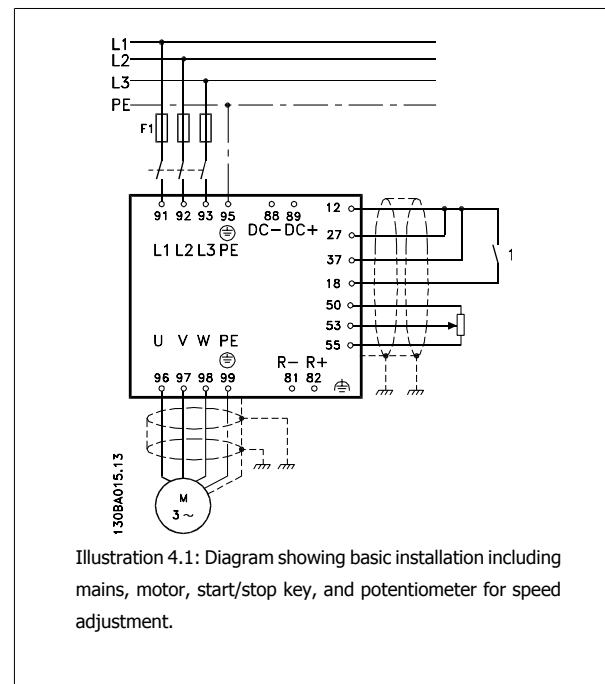 L1
L2
L3
PE
F1
91 92 93 95 88 89
DC- DC+
L1 L2 L3 PE
12
27
37
18
50
53
55
1
U V W PE
R- R+
96 97 98 99 81 82
M
3 ~
130BA015.13
Illustration 4.1: Diagram showing basic installation including
mains, motor, start/stop key, and potentiometer for speed
adjustment.